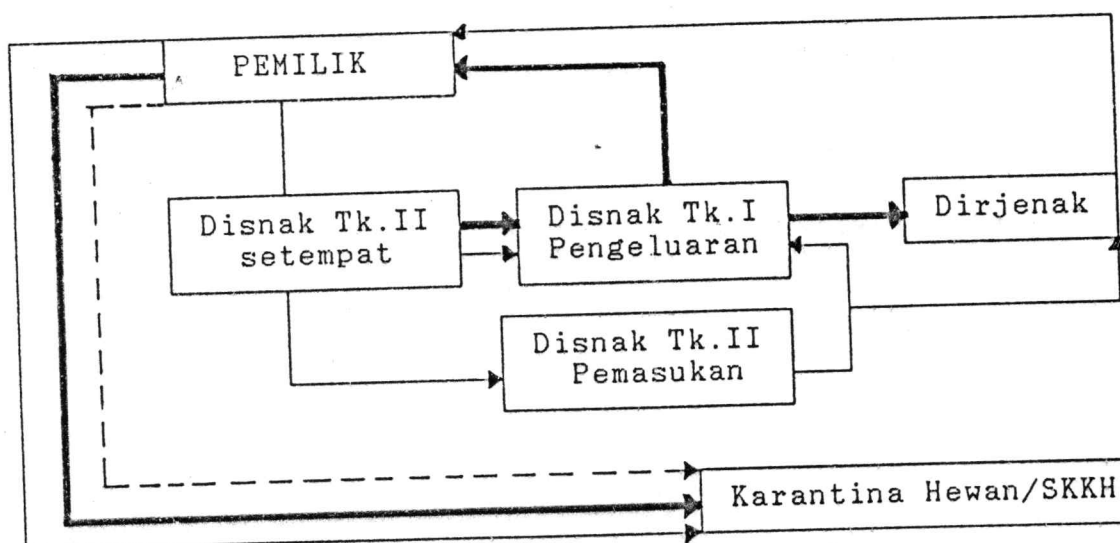 PEMILIK
Disnak Tk.II
setempat
Disnak Tk.I
Pengeluaran
Dirjenak
Disnak Tk.II
Pemasukan
Karantina Hewan/SKKH